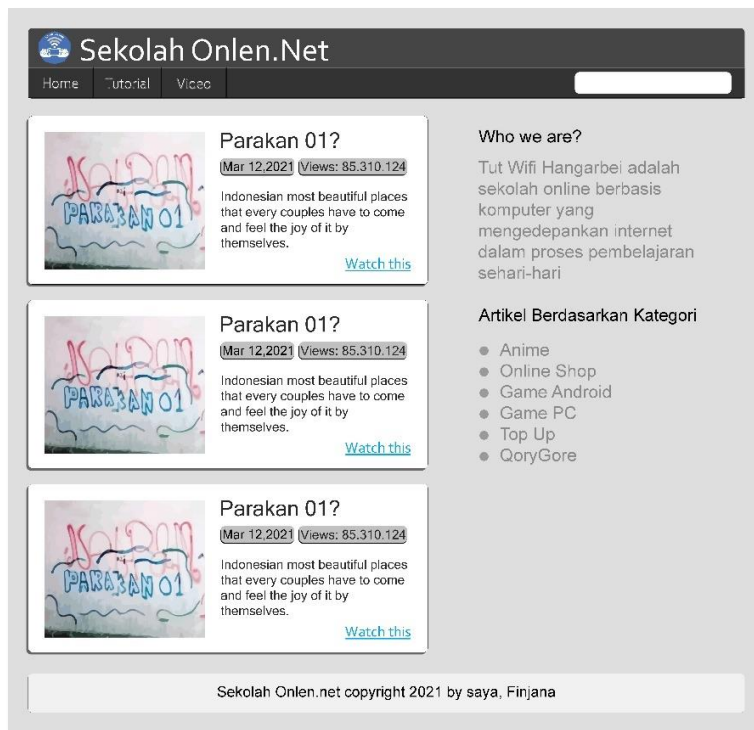 Sekolah Onlen.Net
Home Tutorial Video
Parakan 01?
Mar 12,2021 Views: 85.310.124
Indonesian most beautiful places
that every couples have to come
and feel the joy of it by
themselves.
Watch this
PARAKAN 01
Parakan 01?
Mar 12,2021 Views: 85.310.124
Indonesian most beautiful places
that every couples have to come
and feel the joy of it by
themselves.
Watch this
PARAKAN 01
Parakan 01?
Mar 12,2021 Views: 85.310.124
Indonesian most beautiful places
that every couples have to come
and feel the joy of it by
themselves.
Watch this
PARAKAN 01
Who we are?
Tut Wifi Hangarbei adalah
sekolah online berbasis
komputer yang
mengedepankan internet
dalam proses pembelajaran
sehari-hari
Artikel Berdasarkan Kategori
Anime
Online Shop
Game Android
Game PC
Top Up
QoryGore
Sekolah Onlen.net copyright 2021 by saya, Finjana